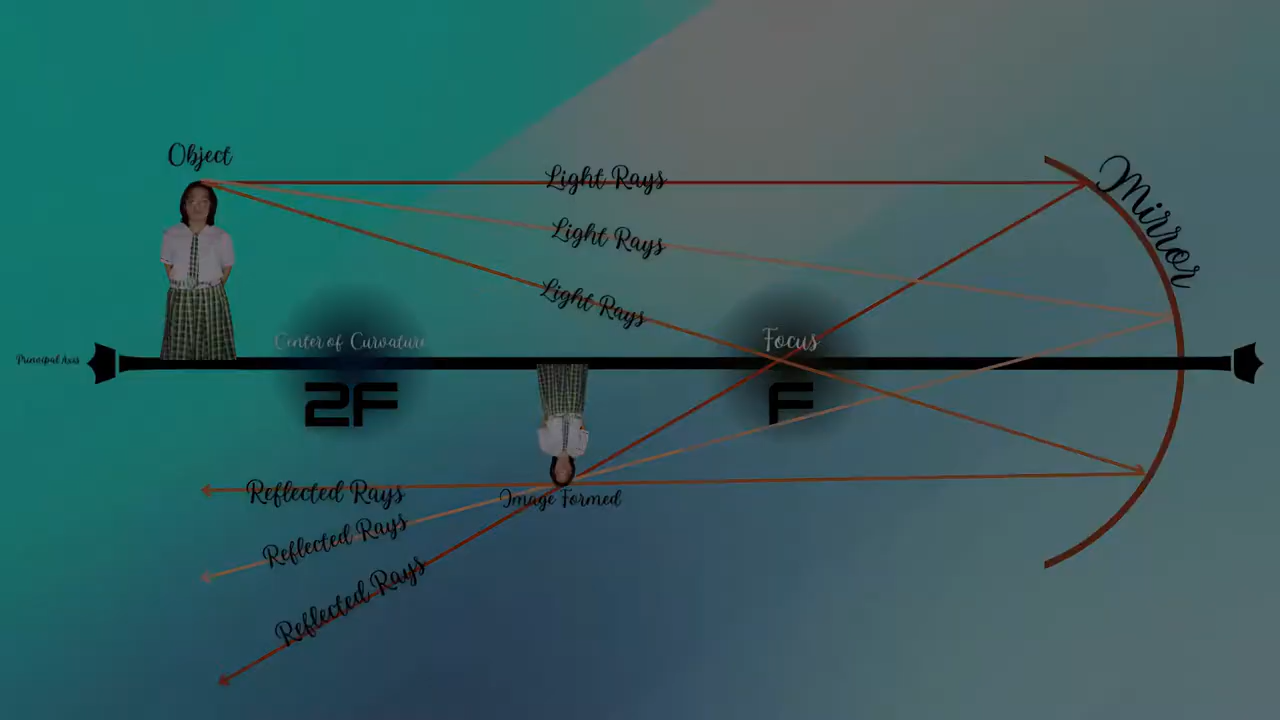 Object
Mirror
Light Rays
Light Rays
Light Rays
Center of Curvature
Focus
Principal Axis
2F
F
Reflected Rays
Image Formed
Reflected Rays
Reflected Rays